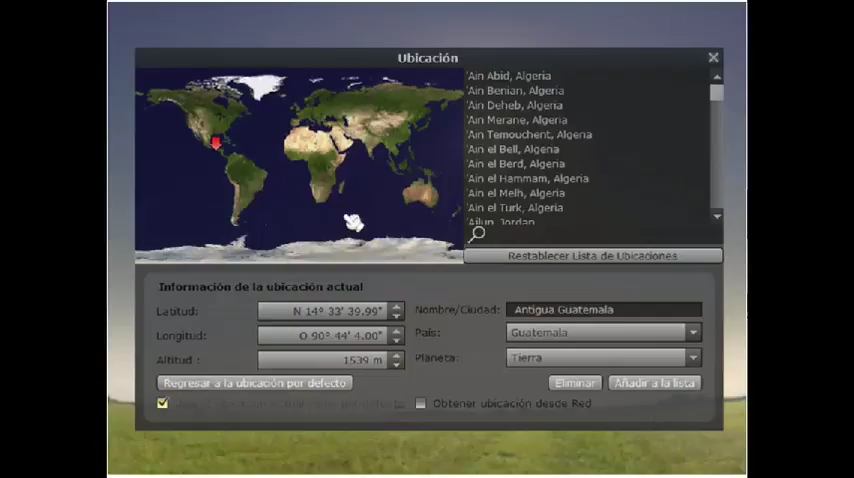 Ubicación
'Ain Abid, Algeria
'Ain Benian, Algeria
'Ain Deheb, Algeria
'Ain Merane, Algeria
'Ain Temouchent, Algeria
'Ain el Bell, Algeria
'Ain el Berd, Algeria
'Ain el Hammam, Algeria
'Ain el Melh, Algeria
'Ain el Turk, Algeria
'Ajlun, Jordan
Restablecer Lista de Ubicaciones
Información de la ubicación actual
Latitud: N 14° 33' 39.99"
Nombre/Ciudad: Antigua Guatemala
Longitud: O 90° 44' 4.00"
País: Guatemala
Altitud : 1539 m
Planeta: Tierra
Regresar a la ubicación por defecto
Eliminar
Añadir a la lista
Obtener ubicación desde Red